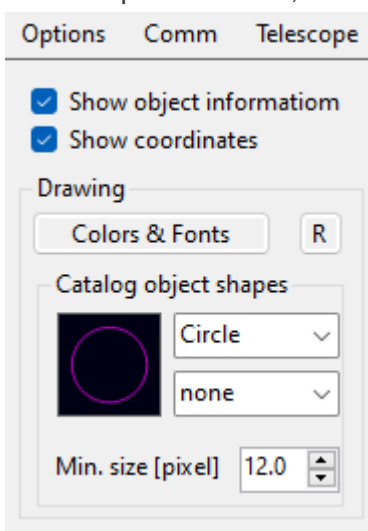 Options Comm Telescope
Show object informatiom
Show coordinates
Drawing
Colors & Fonts R
Catalog object shapes
Circle
none
Min. size [pixel] 12.0